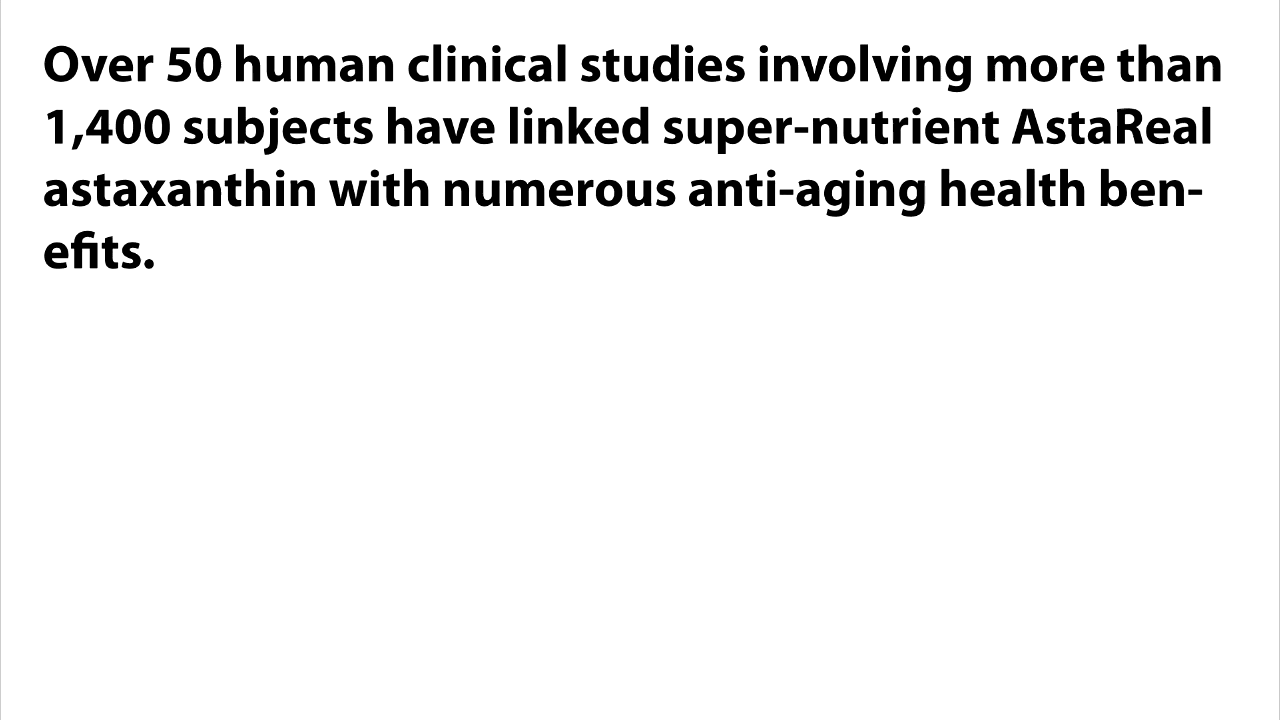 Over 50 human clinical studies involving more than
1,400 subjects have linked super-nutrient AstaReal
astaxanthin with numerous anti-aging health ben-
efits.